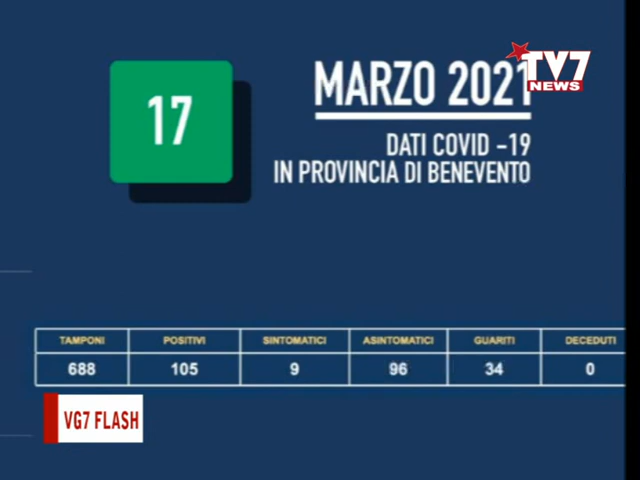 17
MARZO 2021
TV7
NEWS
DATI COVID -19
IN PROVINCIA DI BENEVENTO
TAMPONI POSITIVI SINTOMATICI ASINTOMATICI GUARITI DECEDUTI
688 105 9 96 34 0
VG7 FLASH